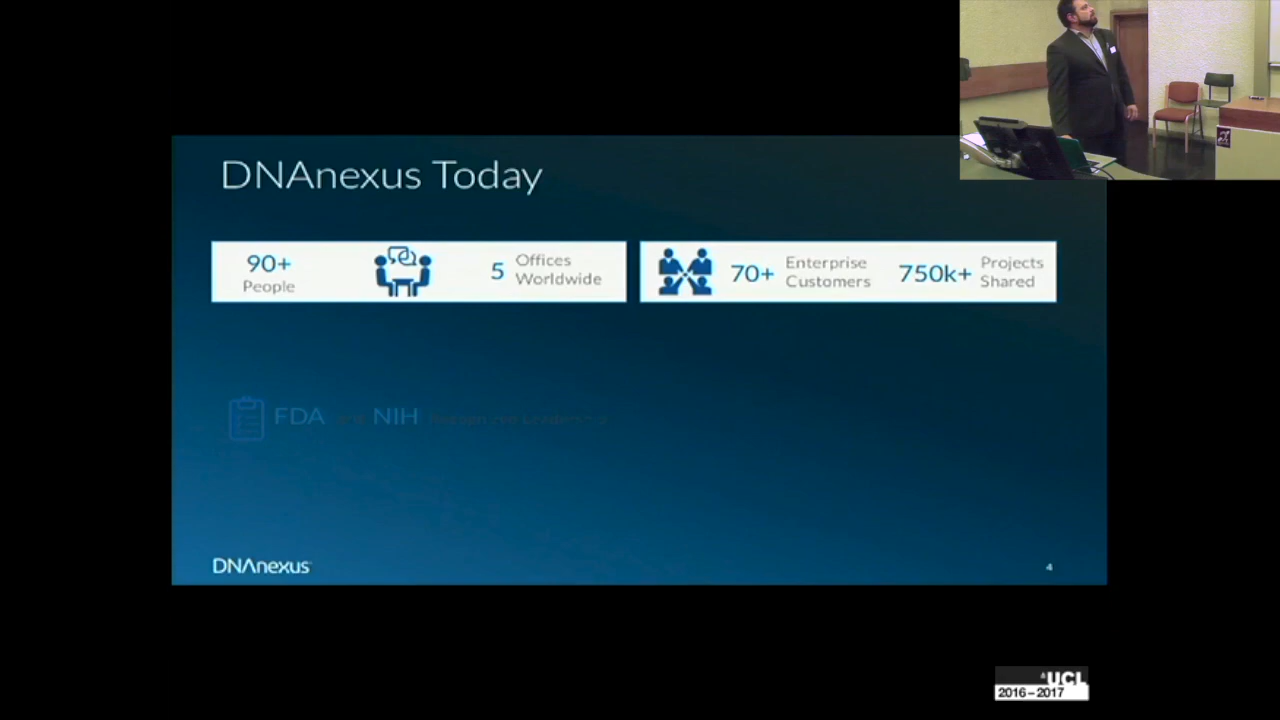 DNAnexus Today
90+
People
5
Offices
Worldwide
70+
Enterprise
Customers
750k+
Projects
Shared
FDA and NIH
DNAnexus
4
UCL
2016-2017